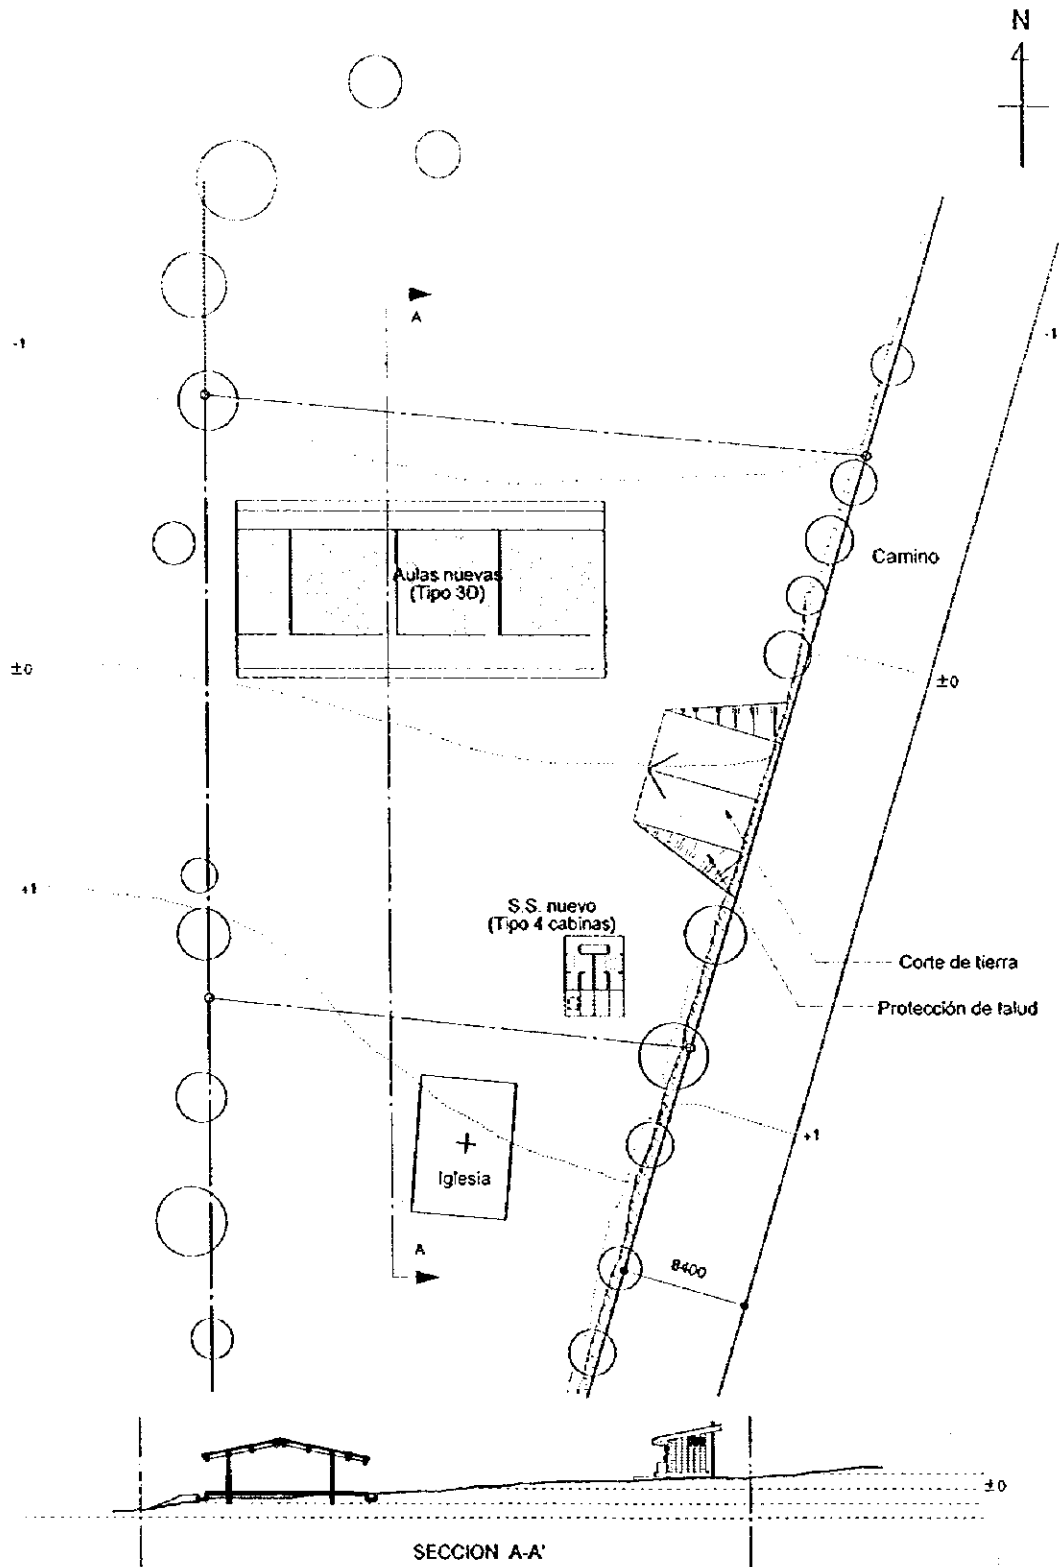 N
A
-1
-1
Aulas nuevas
(Tipo 3D)
Camino
±0
±0
+1
S.S. nuevo
(Tipo 4 cabinas)
Corte de tierra
Protección de talud
+1
Iglesia
A
8400
±0
SECCION A-A'